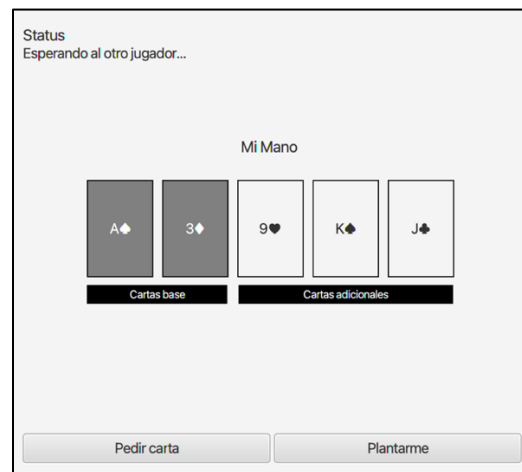 Status
Esperando al otro jugador...
Mi Mano
A♠ 3♦ 9♥ K♠ J♣
Cartas base Cartas adicionales
Pedir carta Plantarme